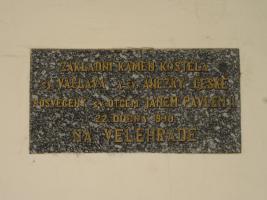 ZÁKLADNÍ KÁMEN KOSTELA
SV. VÁCLAVA A SV. ANEŽKY ČESKÉ
POSVĚCENÝ SV. OTCEM JANEM PAVLEM II.
22. DUBNA 1990
NA VELEHRADĚ